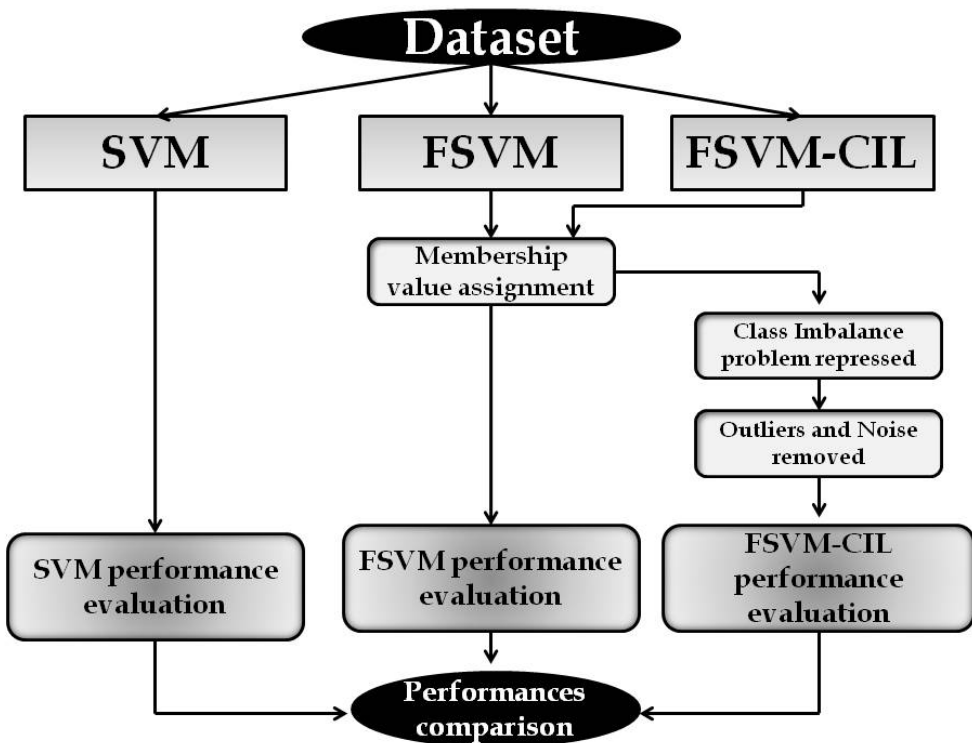 Dataset
SVM
FSVM
FSVM-CIL
Membership
value assignment
Class Imbalance
problem repressed
Outliers and Noise
removed
SVM performance
evaluation
FSVM performance
evaluation
FSVM-CIL
performance
evaluation
Performances
comparison